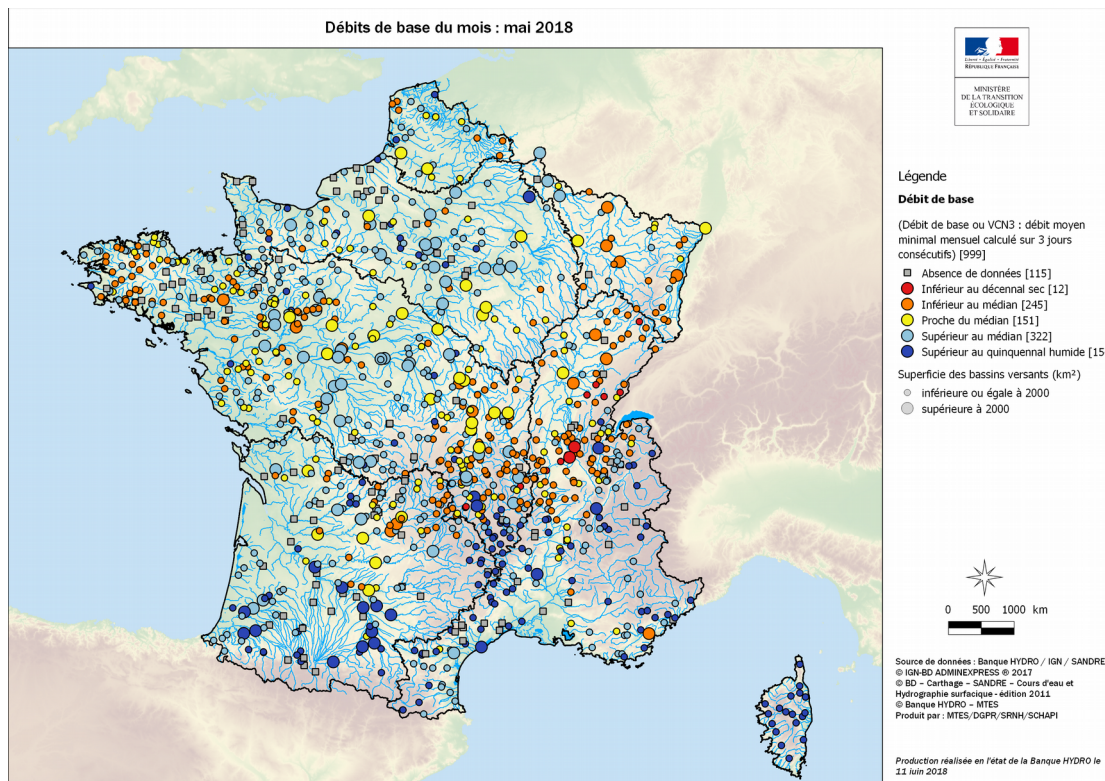 Débits de base du mois : mai 2018
Liberté • Égalité • Fraternité
RÉPUBLIQUE FRANÇAISE
MINISTÈRE
DE LA TRANSITION
ÉCOLOGIQUE
ET SOLIDAIRE
Légende
Débit de base
(Débit de base ou VCN3 : débit moyen
minimal mensuel calculé sur 3 jours
consécutifs) [999]
Absence de données [115]
Inférieur au décennal sec [12]
Inférieur au médian [245]
Proche du médian [151]
Supérieur au médian [322]
Supérieur au quinquennal humide [15
Superficie des bassins versants (km²)
inférieure ou égale à 2000
supérieure à 2000
0 500 1000 km
Source de données : Banque HYDRO / IGN / SANDRE
© IGN-BD ADMINEXPRESS ® 2017
© BD – Carthage – SANDRE – Cours d'eau et
Hydrographie surfacique - édition 2011
© Banque HYDRO – MTES
Produit par : MTES/DGPR/SRNH/SCHAPI
Production réalisée en l'état de la Banque HYDRO le
11 juin 2018